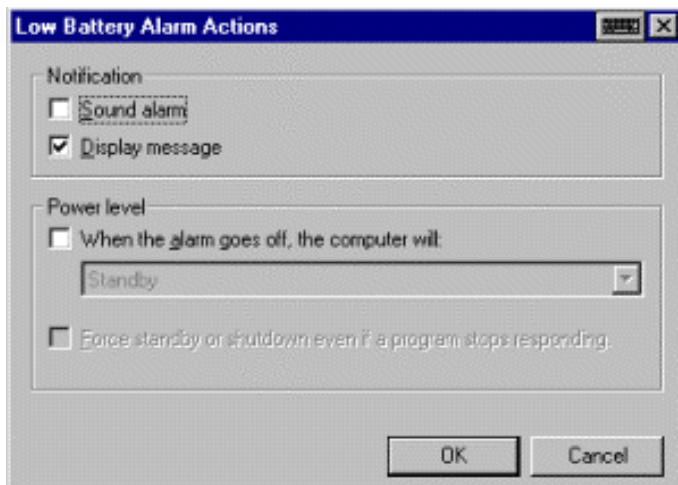 Low Battery Alarm Actions
Notification
Sound alarm
Display message
Power level
When the alarm goes off, the computer will:
Standby
Force standby or shutdown even if a program stops responding.
OK
Cancel